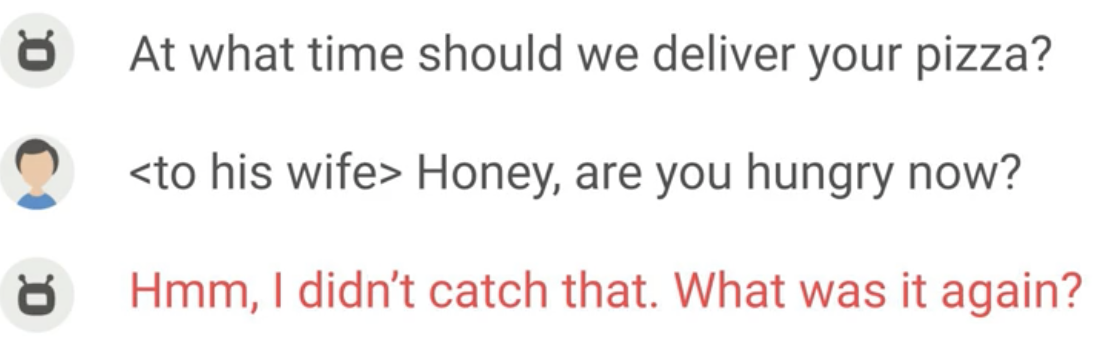 At what time should we deliver your pizza?
<to his wife> Honey, are you hungry now?
Hmm, I didn’t catch that. What was it again?